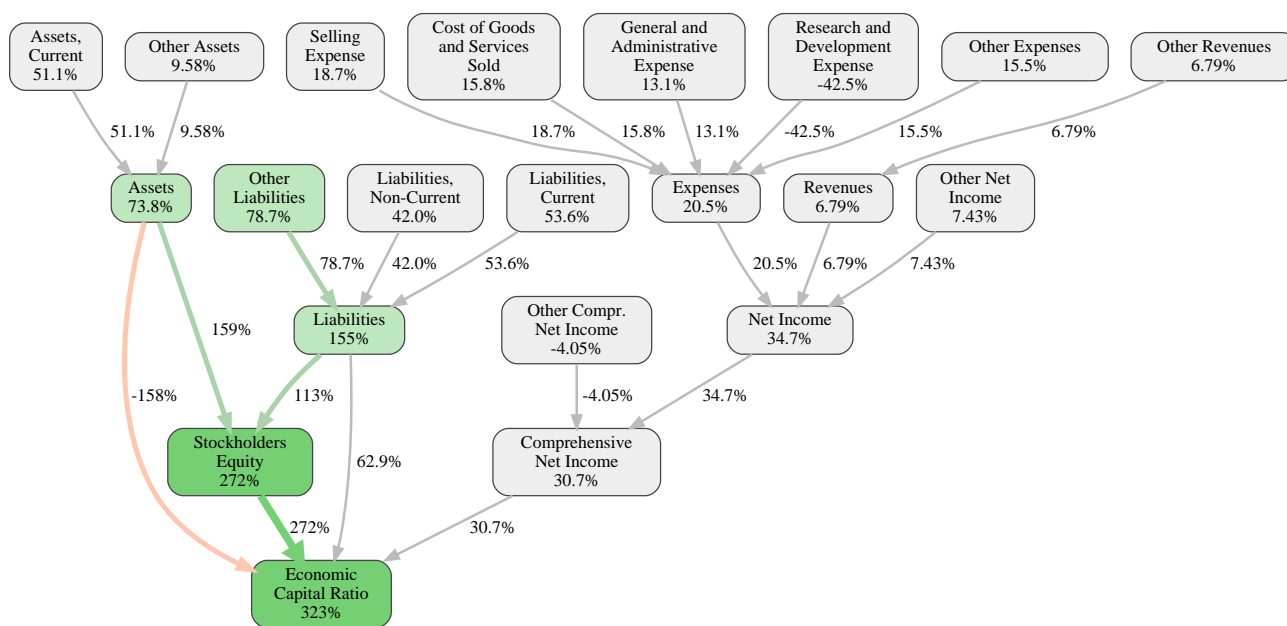 Assets,
Current
51.1%
Other Assets
9.58%
Selling
Expense
18.7%
Cost of Goods
and Services
Sold
15.8%
General and
Administrative
Expense
13.1%
Research and
Development
Expense
-42.5%
Other Expenses
15.5%
Other Revenues
6.79%
51.1%
9.58%
18.7%
15.8%
13.1%
-42.5%
15.5%
6.79%
Assets
73.8%
Other
Liabilities
78.7%
Liabilities,
Non-Current
42.0%
Liabilities,
Current
53.6%
Expenses
20.5%
Revenues
6.79%
Other Net
Income
7.43%
78.7%
42.0%
53.6%
20.5%
6.79%
7.43%
Liabilities
155%
Other Compr.
Net Income
-4.05%
Net Income
34.7%
159%
-158%
113%
-4.05%
34.7%
Stockholders
Equity
272%
62.9%
Comprehensive
Net Income
30.7%
272%
30.7%
Economic
Capital Ratio
323%